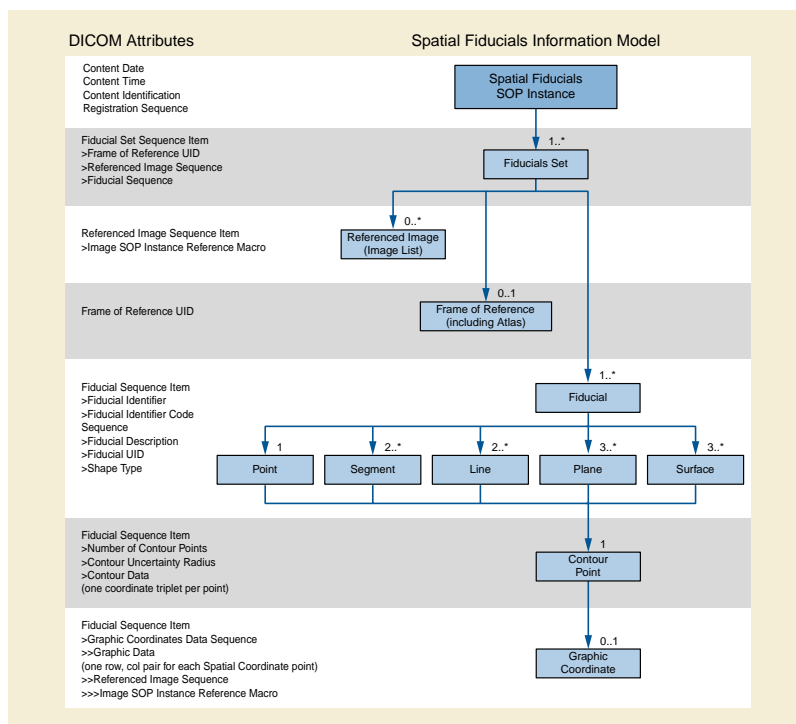 DICOM Attributes
Spatial Fiducials Information Model
Content Date
Content Time
Content Identification
Registration Sequence
Spatial Fiducials
SOP Instance
Fiducial Set Sequence Item
>Frame of Reference UID
>Referenced Image Sequence
>Fiducial Sequence
1..*
Fiducials Set
Referenced Image Sequence Item
>Image SOP Instance Reference Macro
0..*
Referenced Image
(Image List)
Frame of Reference UID
0..1
Frame of Reference
(including Atlas)
Fiducial Sequence Item
>Fiducial Identifier
>Fiducial Identifier Code
Sequence
>Fiducial Description
>Fiducial UID
>Shape Type
1..*
Fiducial
1
Point
2..*
Segment
2..*
Line
3..*
Plane
3..*
Surface
Fiducial Sequence Item
>Number of Contour Points
>Contour Uncertainty Radius
>Contour Data
(one coordinate triplet per point)
1
Contour
Point
Fiducial Sequence Item
>Graphic Coordinates Data Sequence
>>Graphic Data
(one row, col pair for each Spatial Coordinate point)
>>Referenced Image Sequence
>>>Image SOP Instance Reference Macro
0..1
Graphic
Coordinate